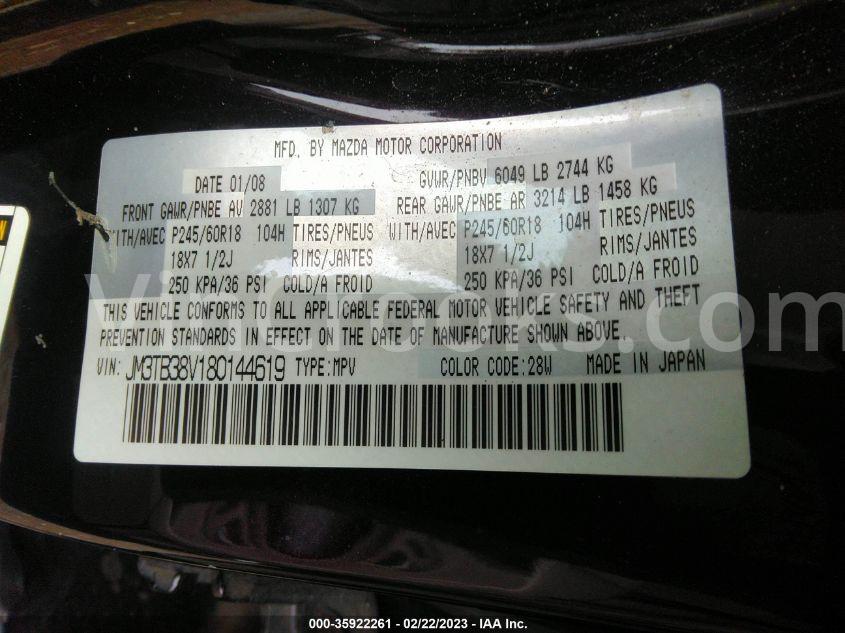 MFD. BY MAZDA MOTOR CORPORATION
DATE 01/08 GVWR/PNBV 6049 LB 2744 KG
FRONT GAWR/PNBE AV 2881 LB 1307 KG REAR GAWR/PNBE AR 3214 LB 1458 KG
WITH/AVEC P245/60R18 104H TIRES/PNEUS WITH/AVEC P245/60R18 104H TIRES/PNEUS
18X7 1/2J RIMS/JANTES 18X7 1/2J RIMS/JANTES
250 KPA/36 PSI COLD/A FROID 250 KPA/36 PSI COLD/A FROID
THIS VEHICLE CONFORMS TO ALL APPLICABLE FEDERAL MOTOR VEHICLE SAFETY AND THEFT
PREVENTION STANDARDS IN EFFECT ON THE DATE OF MANUFACTURE SHOWN ABOVE.
VIN: JM3TB38V180144619 TYPE:MPV COLOR CODE:28W MADE IN JAPAN
000-35922261 - 02/22/2023 - IAA Inc.